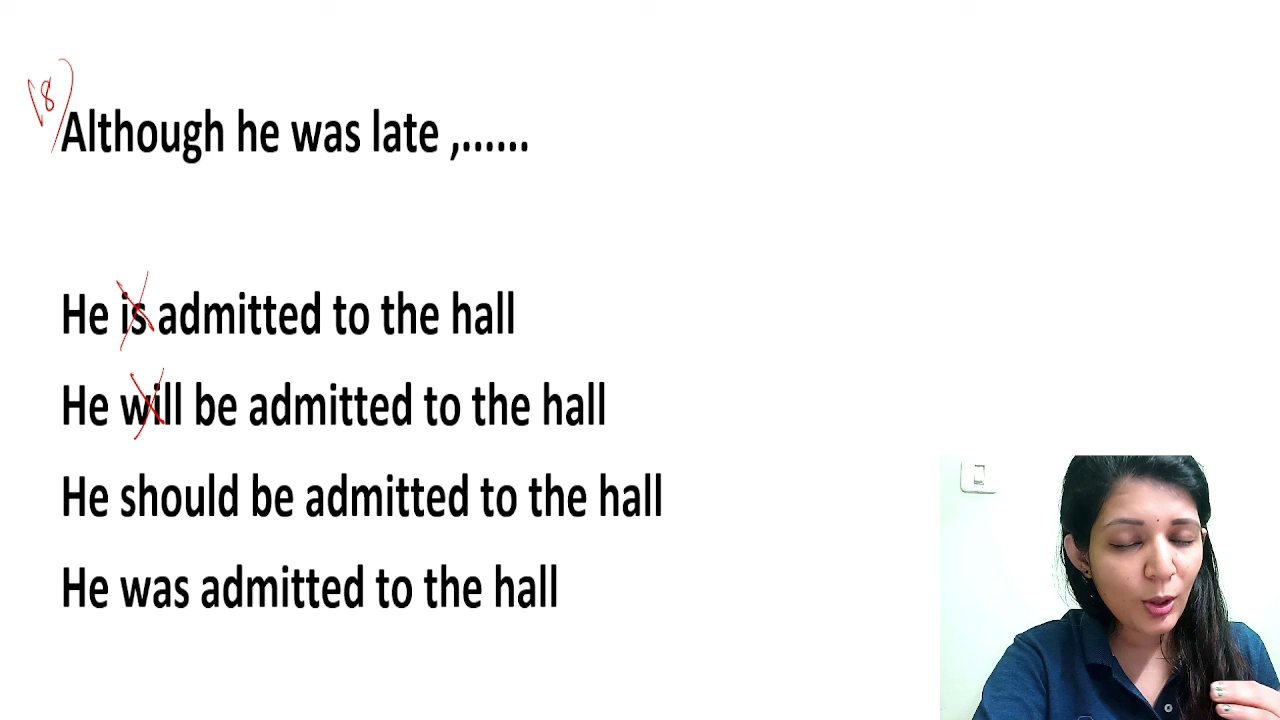 (8)
Although he was late ,......
He is admitted to the hall
He will be admitted to the hall
He should be admitted to the hall
He was admitted to the hall